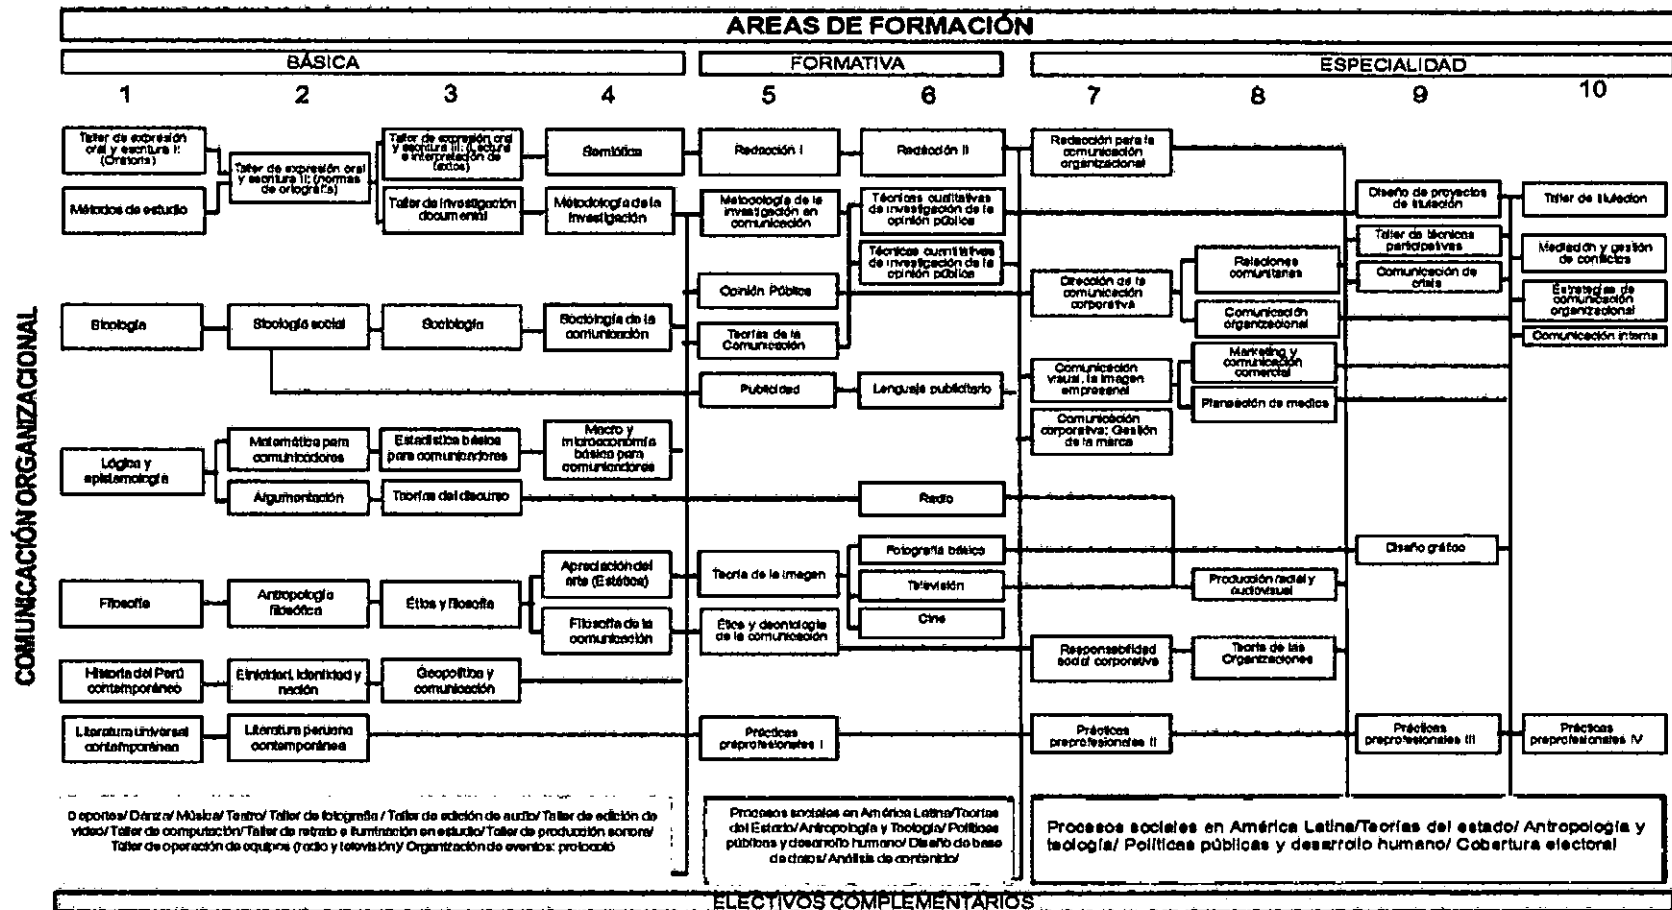 AREAS DE FORMACIÓN
BÁSICA
FORMATIVA
ESPECIALIDAD
1
2
3
4
5
6
7
8
9
10
COMUNICACIÓN ORGANIZACIONAL
Taller de expresión
oral y escritura I:
(Oratoria)
Métodos de estudio
Taller de expresión oral
y escritura II: (normas
de ortografía)
Taller de expresión oral
y escritura III: (Lectura
e interpretación de
textos)
Taller de investigación
documental
Semiótica
Metodología de la
investigación
Redacción I
Metodología de la
investigación en
comunicación
Redacción II
Técnicas cualitativas
de investigación de la
opinión pública
Técnicas cuantitativas
de investigación de la
opinión pública
Redacción para la
comunicación
organizacional
Diseño de proyectos
de titulación
Taller de técnicas
participativas
Comunicación de
crisis
Taller de titulacion
Mediación y gestión
de conflictos
Estrategias de
comunicación
organizacional
Comunicación interna
Sicología
Sicología social
Sociología
Sociología de la
comunicación
Opinión Pública
Teorías de la
Comunicación
Publicidad
Lenguaje publicitario
Dirección de la
comunicación
corporativa
Relaciones
comunitarias
Comunicación
organizacional
Comunicación
visual, la imagen
empresarial
Marketing y
comunicación
comercial
Planeación de medios
Comunicación
corporativa: Gestión
de la marca
Lógica y
epistemología
Matemática para
comunicadores
Argumentación
Estadística básica
para comunicadores
Teorías del discurso
Macro y
microeconomía
básica para
comunicadores
Radio
Filosofía
Antropología
filosófica
Ética y filosofía
Apreciación del
arte (Estética)
Filosofía de la
comunicación
Teoría de la imagen
Ética y deontología
de la comunicación
Fotografía básica
Televisión
Cine
Responsabilidad
social corporativa
Producción radial y
audiovisual
Teoría de las
Organizaciones
Diseño gráfico
Historia del Perú
contemporáneo
Etnicidad, identidad y
nación
Geopolítica y
comunicación
Literatura universal
contemporánea
Literatura peruana
contemporánea
Prácticas
preprofesionales I
Prácticas
preprofesionales II
Prácticas
preprofesionales III
Prácticas
preprofesionales IV
Deportes/ Danza/ Música/ Teatro/ Taller de fotografía / Taller de edición de audio/ Taller de edición de
video/ Taller de computación/ Taller de retrato e iluminación en estudio/ Taller de producción sonora/
Taller de operación de equipos (radio y televisión)/ Organización de eventos: protocolo
Procesos sociales en América Latina/Teorías
del Estado/ Antropología y Teología/ Políticas
públicas y desarrollo humano/ Diseño de base
de datos/ Análisis de contenido/
Procesos sociales en América Latina/Teorías del estado/ Antropología y
teología/ Políticas públicas y desarrollo humano/ Cobertura electoral
ELECTIVOS COMPLEMENTARIOS